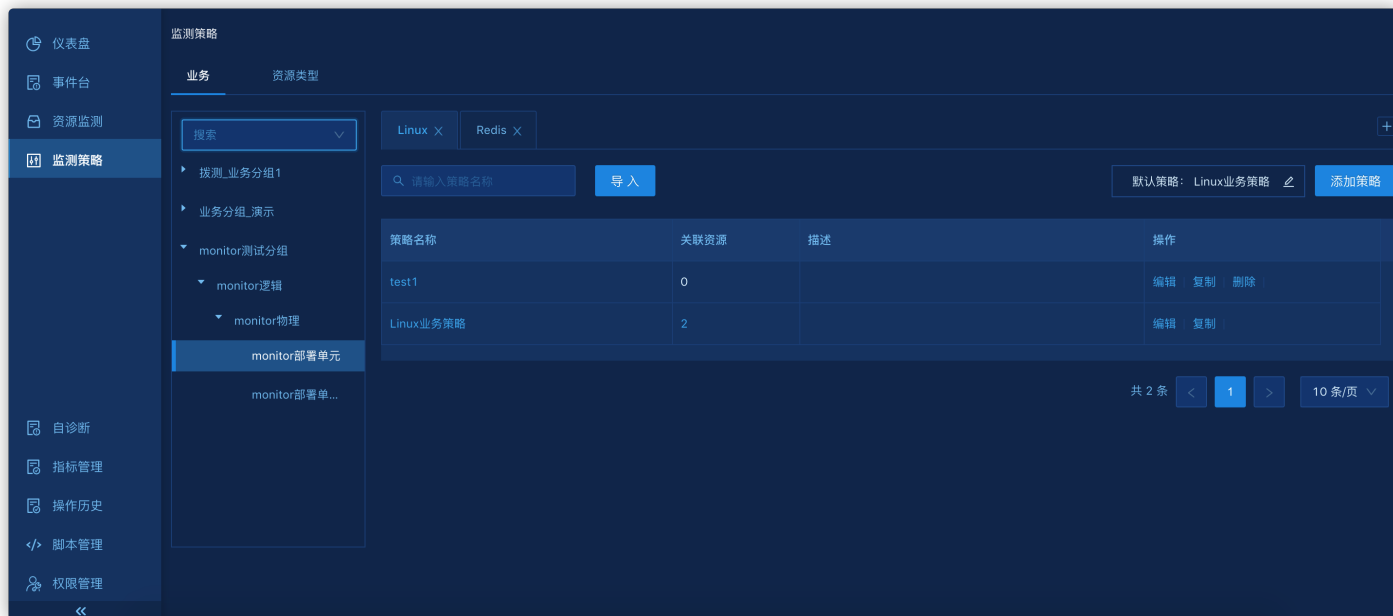 仪表盘
事件台
资源监测
监测策略
自诊断
指标管理
操作历史
脚本管理
权限管理
监测策略
业务 资源类型
搜索
拨测_业务分组1
业务分组_演示
monitor测试分组
monitor逻辑
monitor物理
monitor部署单元
monitor部署单...
Linux Redis
请输入策略名称 导入 默认策略: Linux业务策略 添加策略
策略名称 关联资源 描述 操作
test1 0 编辑 复制 删除
Linux业务策略 2 编辑 复制
共 2 条 < 1 > 10 条/页